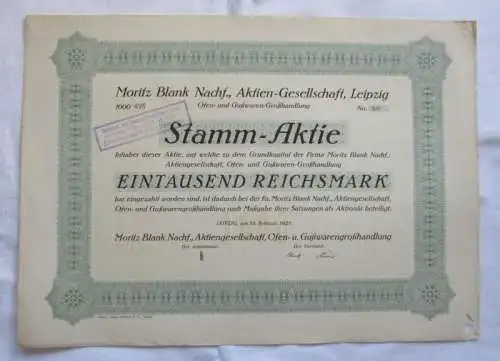 Moritz Blank Nachf., Aktien-Gesellschaft, Leipzig
1000 RM Ofen- und Gußwaren-Großhandlung No.
Stamm-Aktie
Inhaber dieser Aktie, auf welche zu dem Grundkapital der Firma Moritz Blank Nachf.,
Aktiengesellschaft, Ofen- und Gußwaren-Großhandlung
EINTAUSEND REICHSMARK
bar eingezahlt worden sind, ist dadurch bei der Fa. Moritz Blank Nachf., Aktiengesellschaft,
Ofen- und Gußwarengroßhandlung nach Maßgabe ihrer Satzungen als Aktionär beteiligt.
LEIPZIG, am Februar
Moritz Blank Nachf., Aktiengesellschaft, Ofen- u. Gußwarengroßhandlung
Der Aufsichtsrat: Der Vorstand: